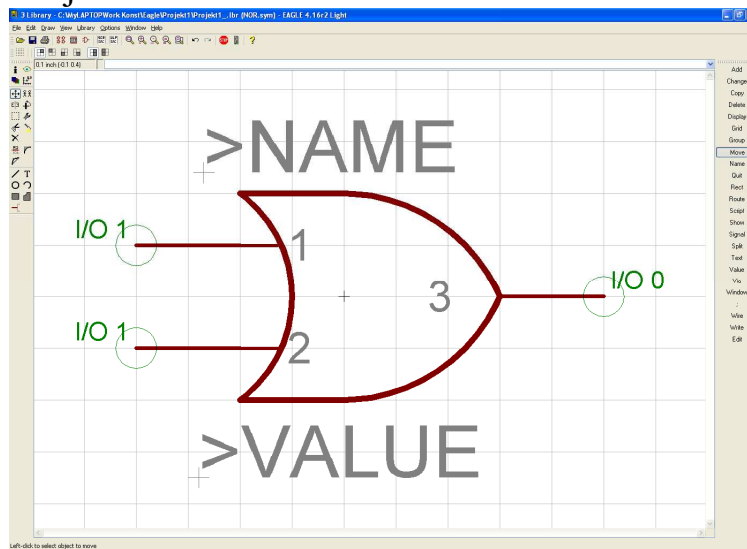 3 Library - C:\MyLAPTOPWork Konst\Eagle\Projekt1\Projekt1_.lbr (NOR.sym) - EAGLE 4.16r2 Light
File Edit Draw View Library Options Window Help
0.1 inch (-0.1 0.4)
>NAME
I/O 1
1
3
I/O 0
I/O 1
2
>VALUE
Add
Change
Copy
Delete
Display
Grid
Group
Move
Name
Quit
Rect
Route
Script
Show
Signal
Split
Text
Value
Via
Window
;
Wire
Write
Edit
Left-click to select object to move